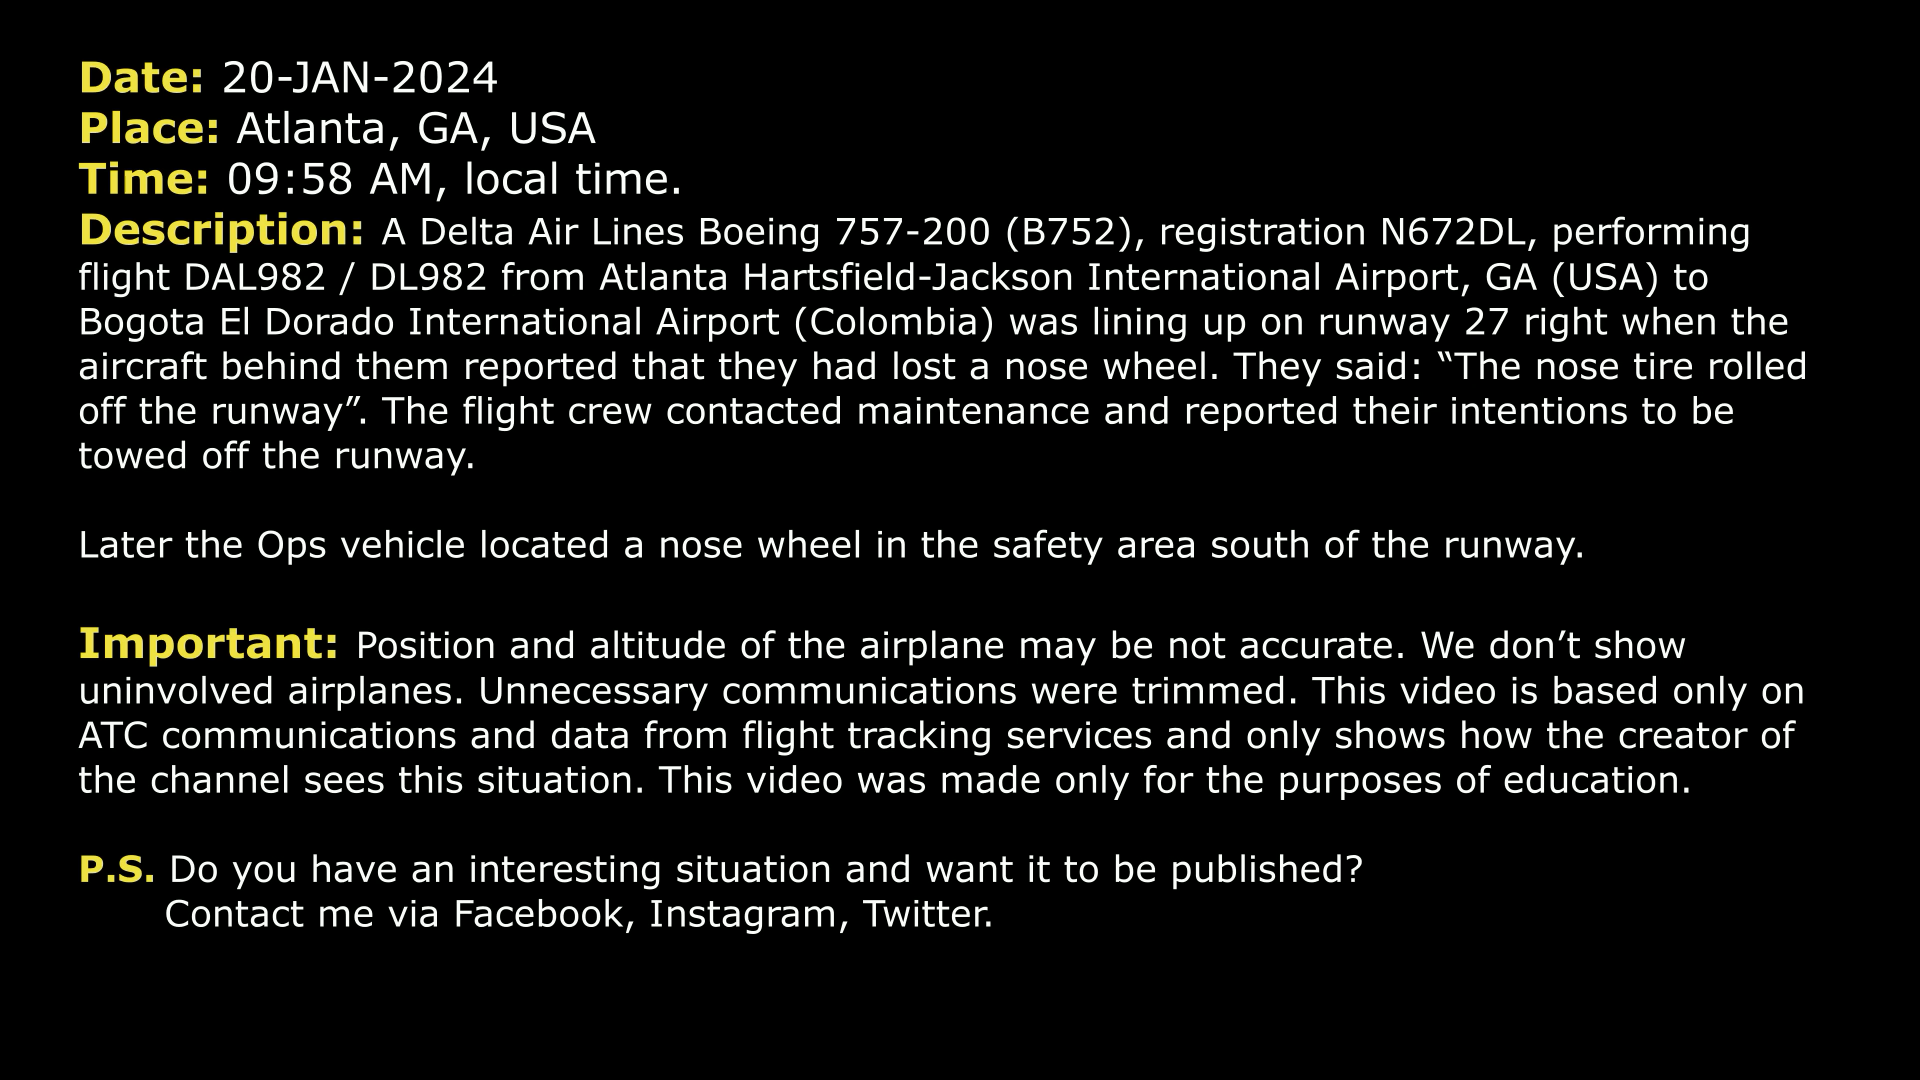 Date: 20-JAN-2024
Place: Atlanta, GA, USA
Time: 09:58 AM, local time.
Description: A Delta Air Lines Boeing 757-200 (B752), registration N672DL, performing
flight DAL982 / DL982 from Atlanta Hartsfield-Jackson International Airport, GA (USA) to
Bogota El Dorado International Airport (Colombia) was lining up on runway 27 right when the
aircraft behind them reported that they had lost a nose wheel. They said: “The nose tire rolled
off the runway”. The flight crew contacted maintenance and reported their intentions to be
towed off the runway.
Later the Ops vehicle located a nose wheel in the safety area south of the runway.
Important: Position and altitude of the airplane may be not accurate. We don’t show
uninvolved airplanes. Unnecessary communications were trimmed. This video is based only on
ATC communications and data from flight tracking services and only shows how the creator of
the channel sees this situation. This video was made only for the purposes of education.
P.S. Do you have an interesting situation and want it to be published?
Contact me via Facebook, Instagram, Twitter.